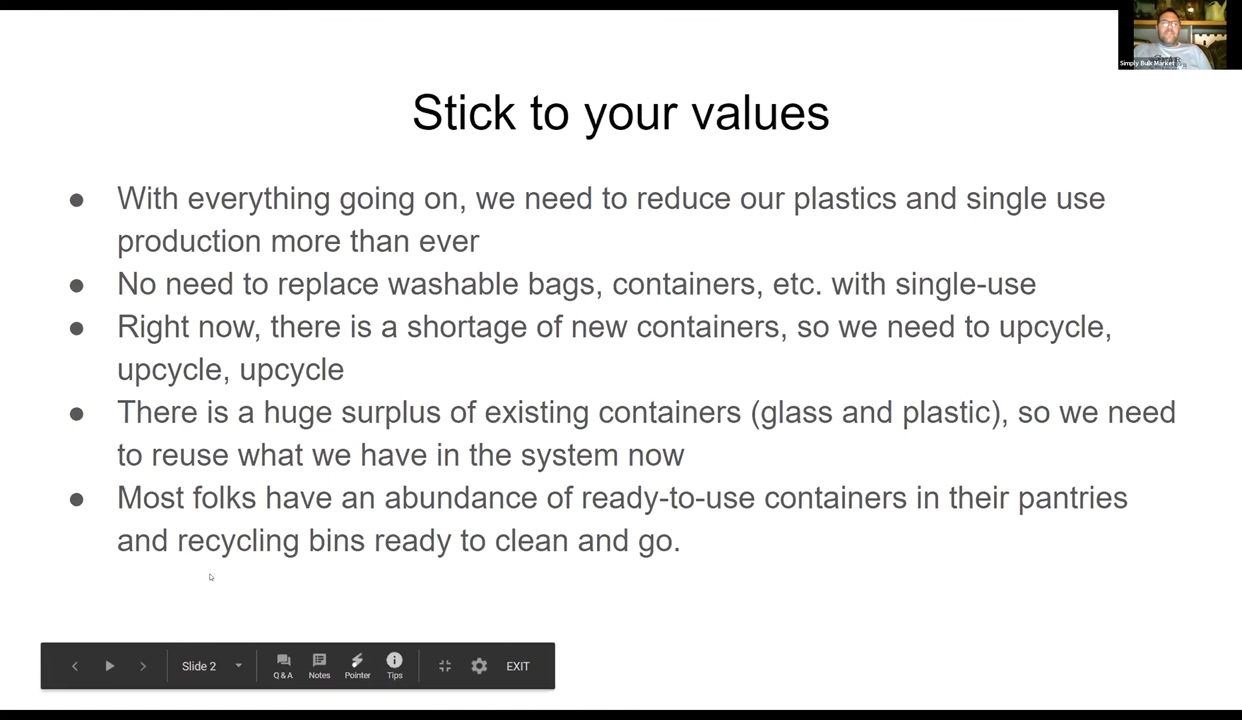 Simply Bulk Market
Stick to your values
● With everything going on, we need to reduce our plastics and single use
production more than ever
● No need to replace washable bags, containers, etc. with single-use
● Right now, there is a shortage of new containers, so we need to upcycle,
upcycle, upcycle
● There is a huge surplus of existing containers (glass and plastic), so we need
to reuse what we have in the system now
● Most folks have an abundance of ready-to-use containers in their pantries
and recycling bins ready to clean and go.
Slide 2 Q & A Notes Pointer Tips EXIT